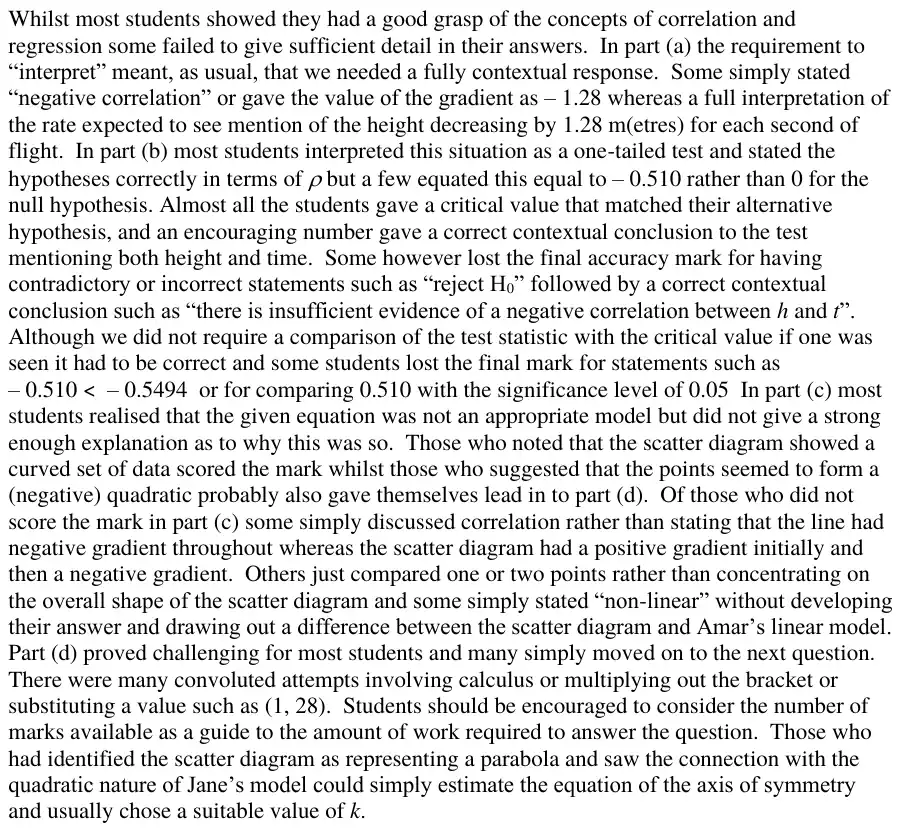 Whilst most students showed they had a good grasp of the concepts of correlation and
regression some failed to give sufficient detail in their answers.  In part (a) the requirement to
“interpret” meant, as usual, that we needed a fully contextual response.  Some simply stated
“negative correlation” or gave the value of the gradient as – 1.28 whereas a full interpretation of
the rate expected to see mention of the height decreasing by 1.28 m(etres) for each second of
flight.  In part (b) most students interpreted this situation as a one-tailed test and stated the
hypotheses correctly in terms of ρ but a few equated this equal to – 0.510 rather than 0 for the
null hypothesis. Almost all the students gave a critical value that matched their alternative
hypothesis, and an encouraging number gave a correct contextual conclusion to the test
mentioning both height and time.  Some however lost the final accuracy mark for having
contradictory or incorrect statements such as “reject H₀” followed by a correct contextual
conclusion such as “there is insufficient evidence of a negative correlation between h and t”.
Although we did not require a comparison of the test statistic with the critical value if one was
seen it had to be correct and some students lost the final mark for statements such as
– 0.510 <  – 0.5494  or for comparing 0.510 with the significance level of 0.05  In part (c) most
students realised that the given equation was not an appropriate model but did not give a strong
enough explanation as to why this was so.  Those who noted that the scatter diagram showed a
curved set of data scored the mark whilst those who suggested that the points seemed to form a
(negative) quadratic probably also gave themselves lead in to part (d).  Of those who did not
score the mark in part (c) some simply discussed correlation rather than stating that the line had
negative gradient throughout whereas the scatter diagram had a positive gradient initially and
then a negative gradient.  Others just compared one or two points rather than concentrating on
the overall shape of the scatter diagram and some simply stated “non-linear” without developing
their answer and drawing out a difference between the scatter diagram and Amar’s linear model.
Part (d) proved challenging for most students and many simply moved on to the next question.
There were many convoluted attempts involving calculus or multiplying out the bracket or
substituting a value such as (1, 28).  Students should be encouraged to consider the number of
marks available as a guide to the amount of work required to answer the question.  Those who
had identified the scatter diagram as representing a parabola and saw the connection with the
quadratic nature of Jane’s model could simply estimate the equation of the axis of symmetry
and usually chose a suitable value of k.